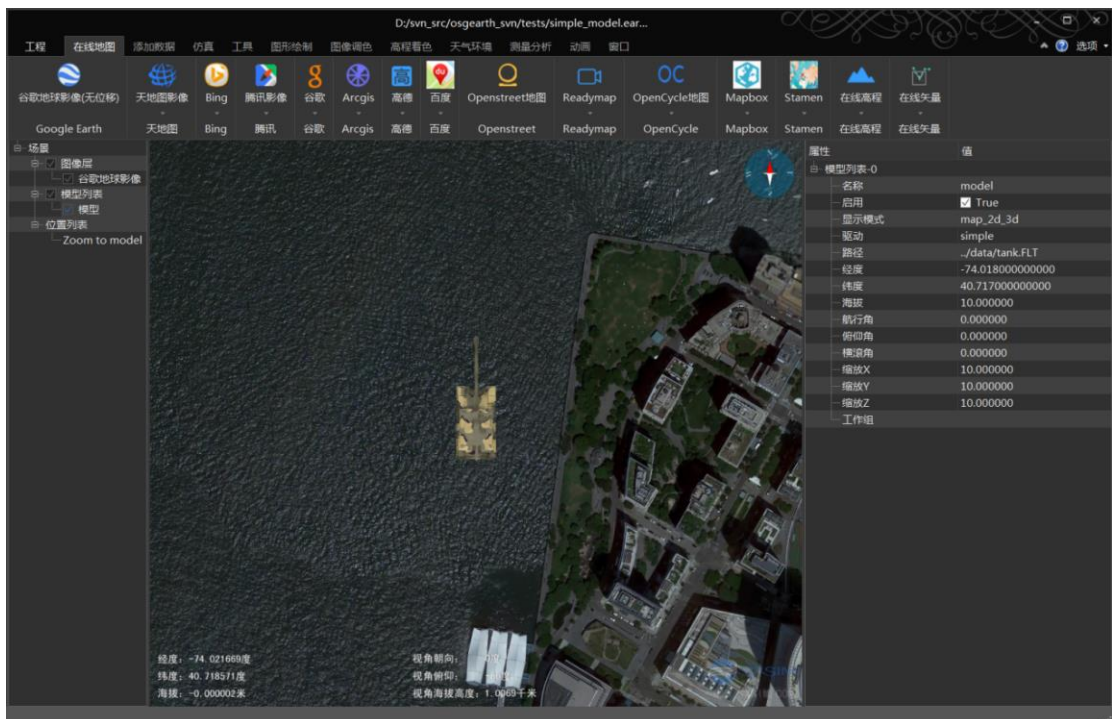 D:/svn_src/osgearth_svn/tests/simple_model.ear...
工程 在线地图 添加数据 仿真 工具 图形绘制 图像调色 高程着色 天气环境 测量分析 动画 窗口 选项
谷歌地球影像(无位移) 天地图影像 Bing 腾讯影像 谷歌 Arcgis 高德 百度 Openstreet地图 Readymap OpenCycle地图 Mapbox Stamen 在线高程 在线矢量
Google Earth 天地图 Bing 腾讯 谷歌 Arcgis 高德 百度 Openstreet Readymap OpenCycle Mapbox Stamen 在线高程 在线矢量
场景
图像层
谷歌地球影像
模型列表
模型
位置列表
Zoom to model
属性 值
模型列表-0
名称 model
启用 True
显示模式 map_2d_3d
驱动 simple
路径 ../data/tank.FLT
经度 -74.018000000000
纬度 40.717000000000
海拔 10.000000
航行角 0.000000
俯仰角 0.000000
横滚角 0.000000
缩放X 10.000000
缩放Y 10.000000
缩放Z 10.000000
工作组
经度: -74.021669度 视角朝向:
纬度: 40.718571度 视角俯仰:
海拔: -0.000002米 视角海拔高度: 1.0069千米